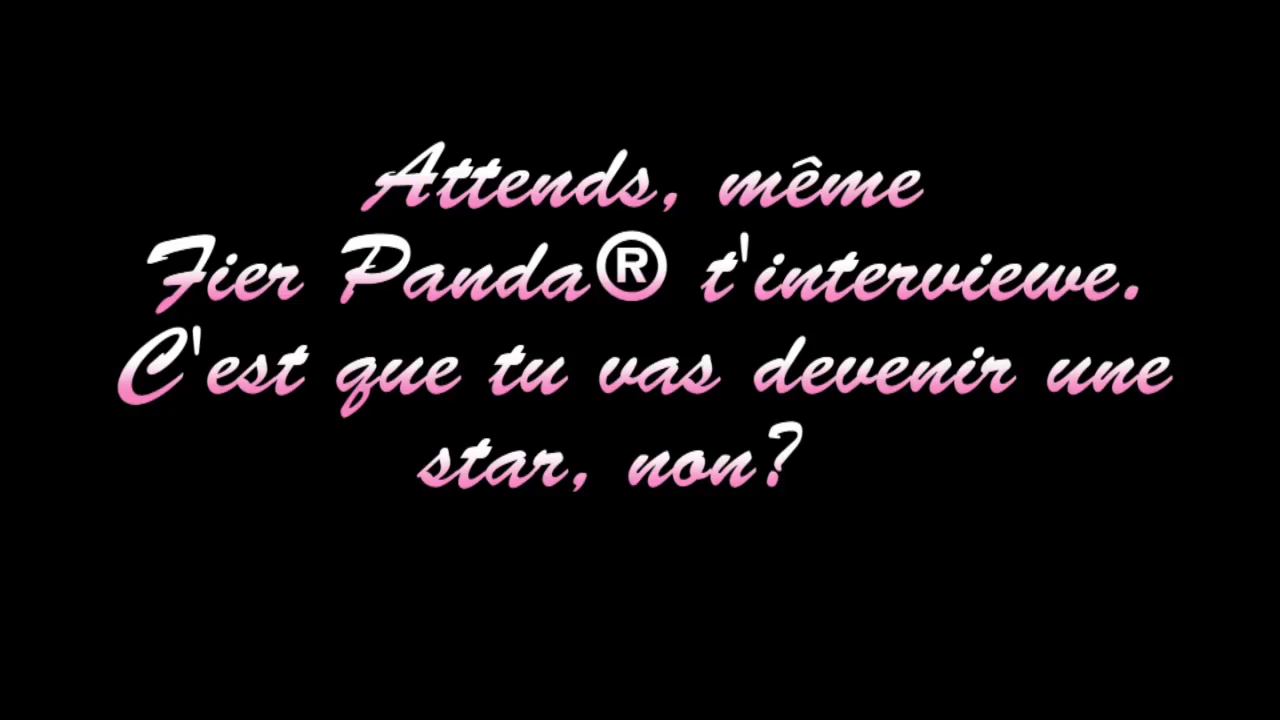 Attends, même
Fier Panda® t'interviewe.
C'est que tu vas devenir une
star, non?